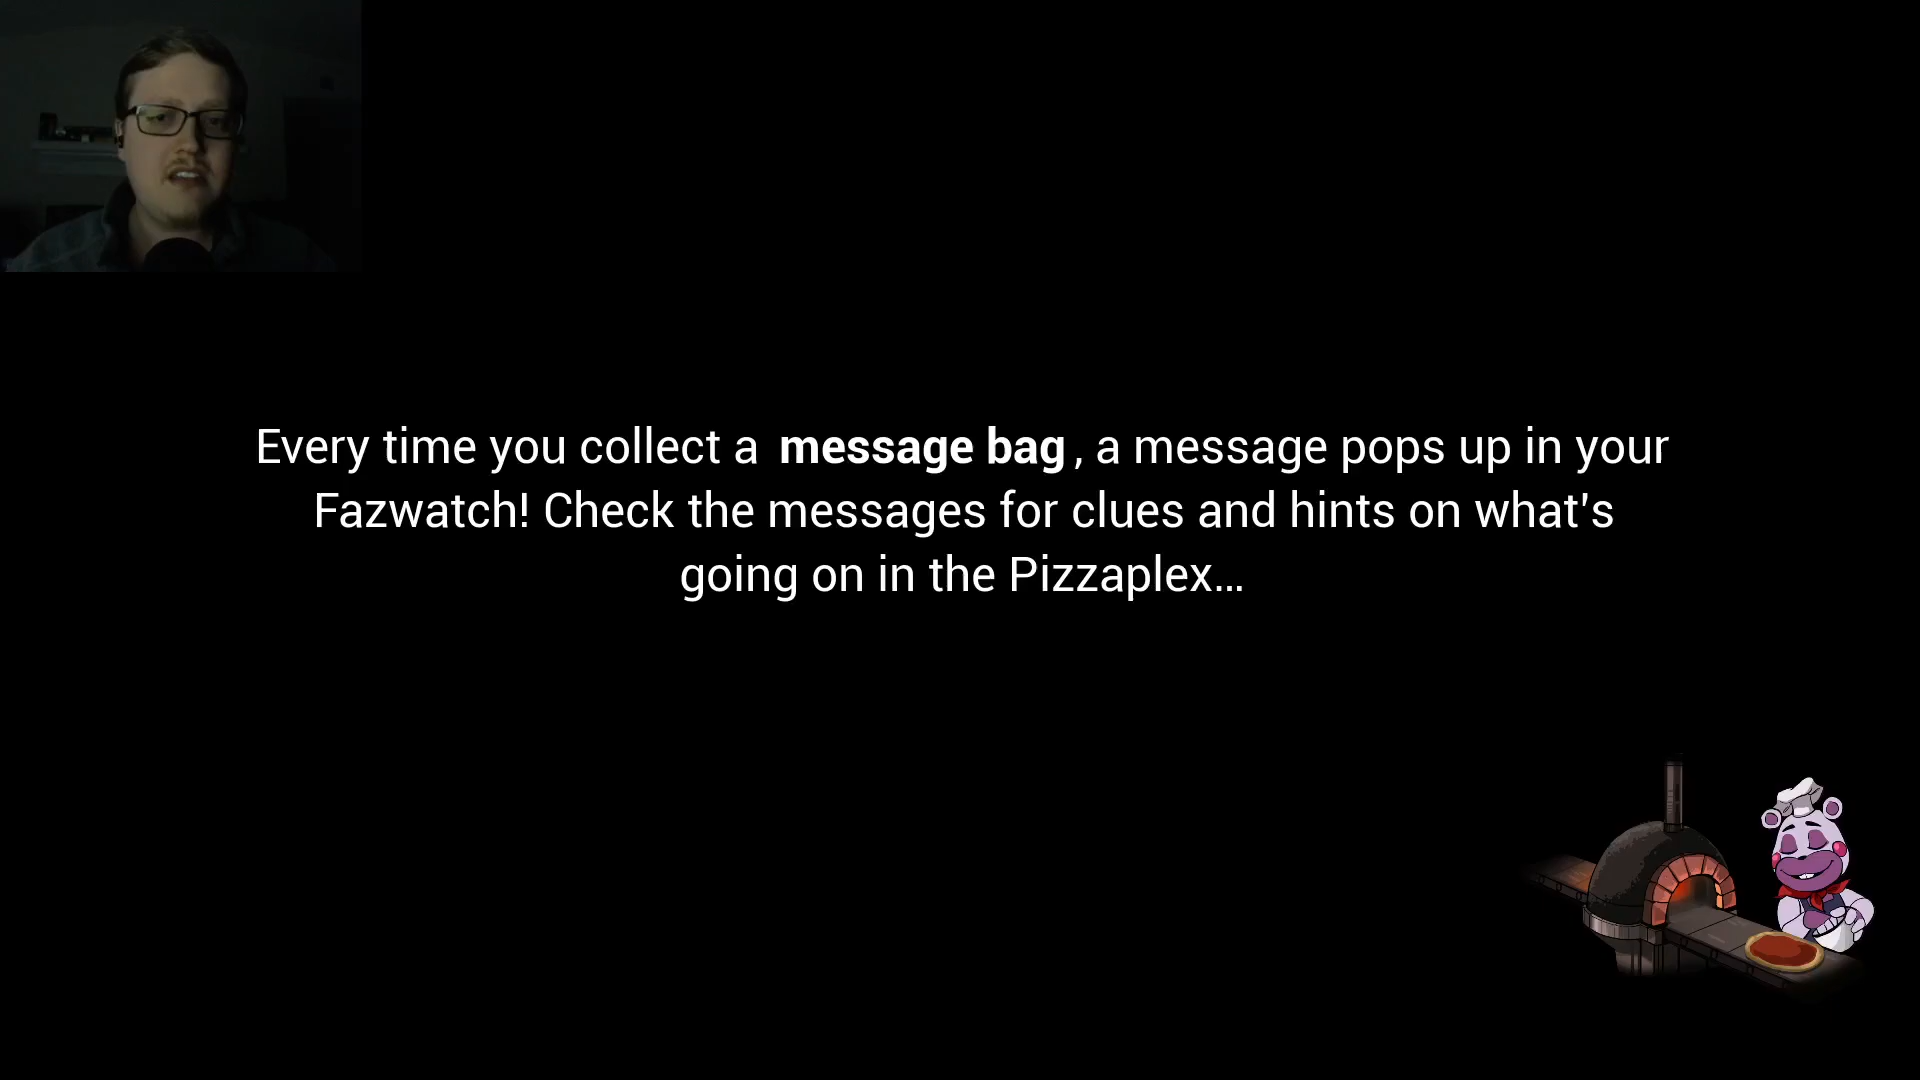 Every time you collect a message bag, a message pops up in your
Fazwatch! Check the messages for clues and hints on what's
going on in the Pizzaplex...